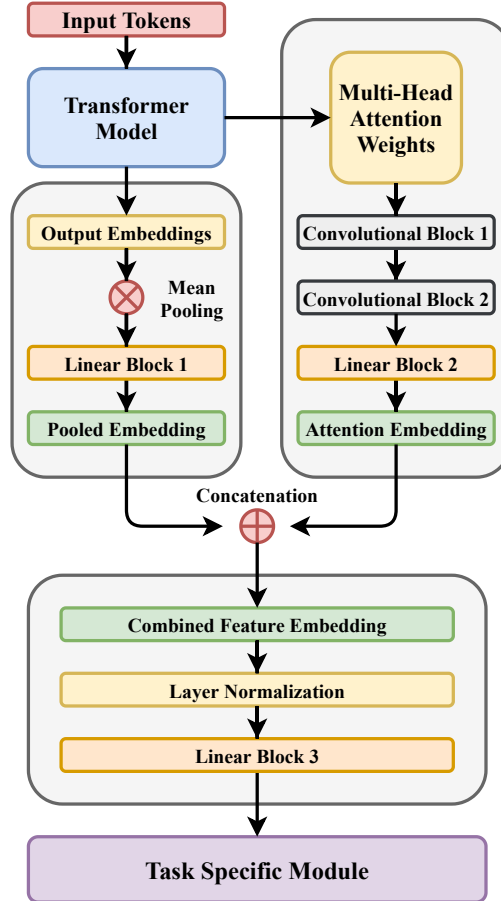 Input Tokens
Transformer
Model
Multi-Head
Attention
Weights
Output Embeddings
Mean
Pooling
Linear Block 1
Pooled Embedding
Convolutional Block 1
Convolutional Block 2
Linear Block 2
Attention Embedding
Concatenation
Combined Feature Embedding
Layer Normalization
Linear Block 3
Task Specific Module